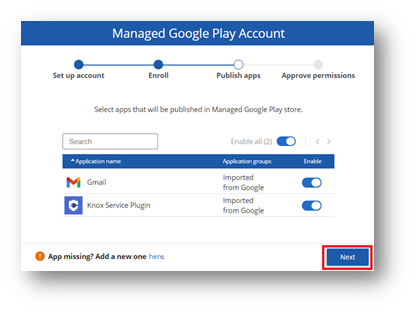 Managed Google Play Account
Set up account
Enroll
Publish apps
Approve permissions
Select apps that will be published in Managed Google Play store.
Search
Enable all (2)
Application name
Application groups
Enable
Gmail
Imported
from Google
Knox Service Plugin
Imported
from Google
App missing? Add a new one here.
Next